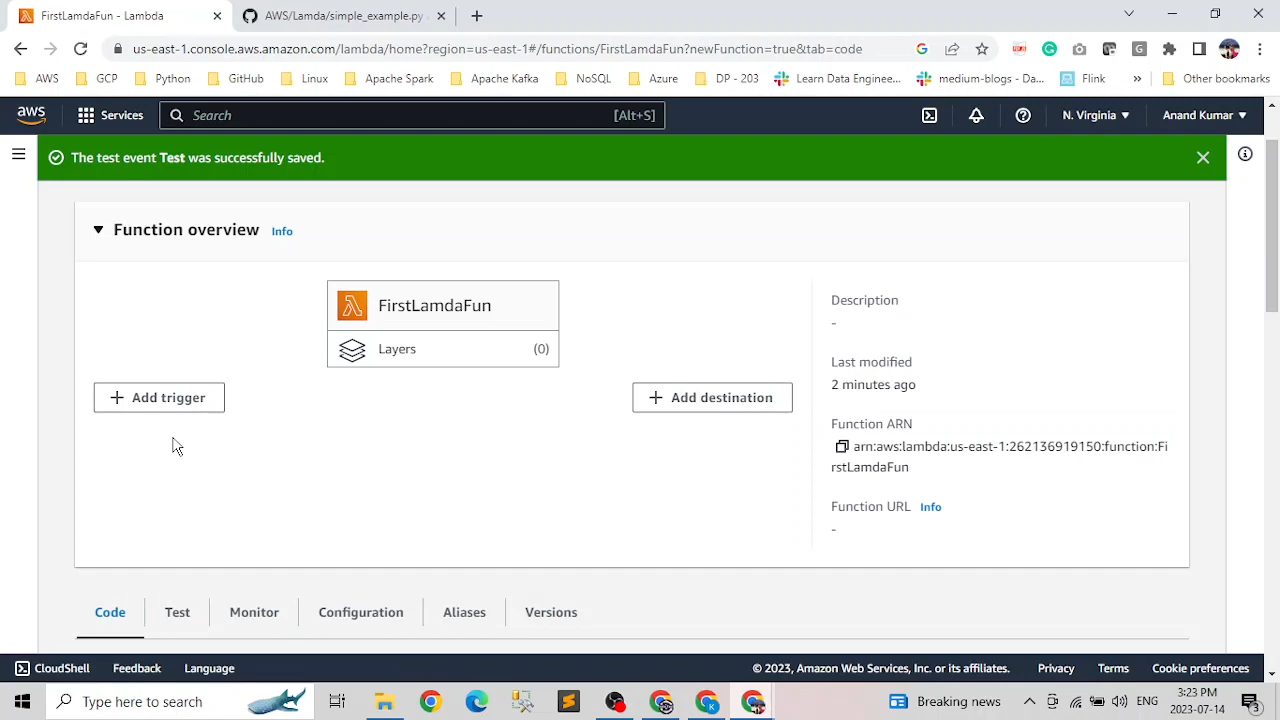 FirstLamdaFun - Lambda
AWS/Lamda/simple_example.py
us-east-1.console.aws.amazon.com/lambda/home?region=us-east-1#/functions/FirstLamdaFun?newFunction=true&tab=code
AWS
GCP
Python
GitHub
Linux
Apache Spark
Apache Kafka
NoSQL
Azure
DP - 203
Learn Data Enginee...
medium-blogs - Da...
Flink
»
Other bookmarks
aws
Services
Search
[Alt+S]
N. Virginia
Anand Kumar
The test event Test was successfully saved.
Function overview
Info
FirstLamdaFun
Layers
(0)
Add trigger
Add destination
Description
-
Last modified
2 minutes ago
Function ARN
arn:aws:lambda:us-east-1:262136919150:function:Fi
rstLamdaFun
Function URL Info
-
Code
Test
Monitor
Configuration
Aliases
Versions
CloudShell
Feedback
Language
© 2023, Amazon Web Services, Inc. or its affiliates.
Privacy
Terms
Cookie preferences
Type here to search
Breaking news
ENG
3:23 PM
2023-07-14
3